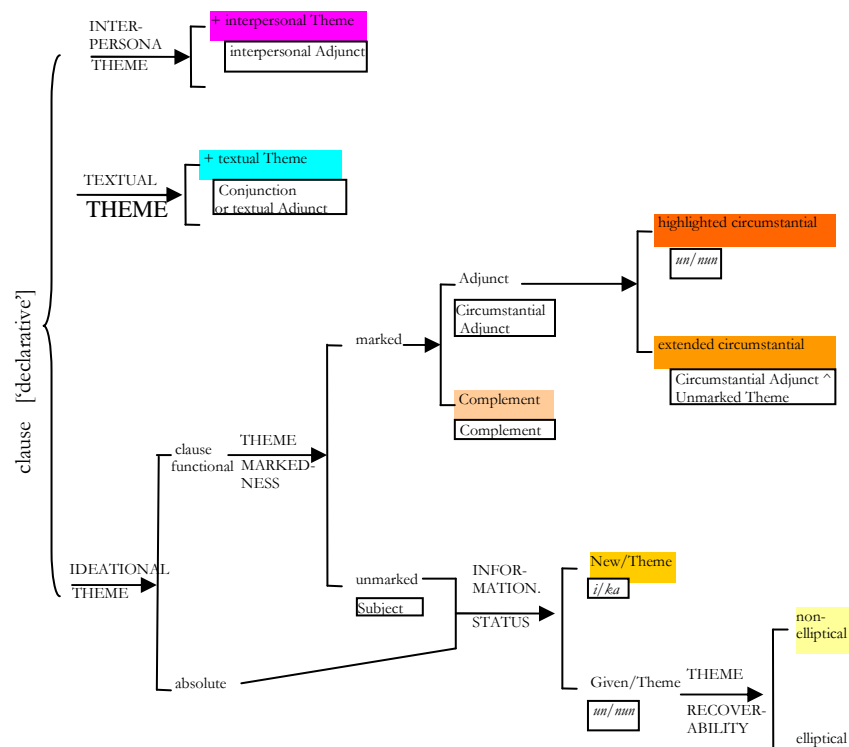 INTER-
PERSONA
THEME
+ interpersonal Theme
interpersonal Adjunct
TEXTUAL
THEME
+ textual Theme
Conjunction
or textual Adjunct
clause ['declarative']
IDEATIONAL
THEME
clause
functional
THEME
MARKED-
NESS
marked
Adjunct
Circumstantial
Adjunct
highlighted circumstantial
un/nun
extended circumstantial
Circumstantial Adjunct ^
Unmarked Theme
Complement
Complement
unmarked
Subject
absolute
INFOR-
MATION.
STATUS
New/Theme
i/ka
Given/Theme
un/nun
THEME
RECOVER-
ABILITY
non-
elliptical
elliptical